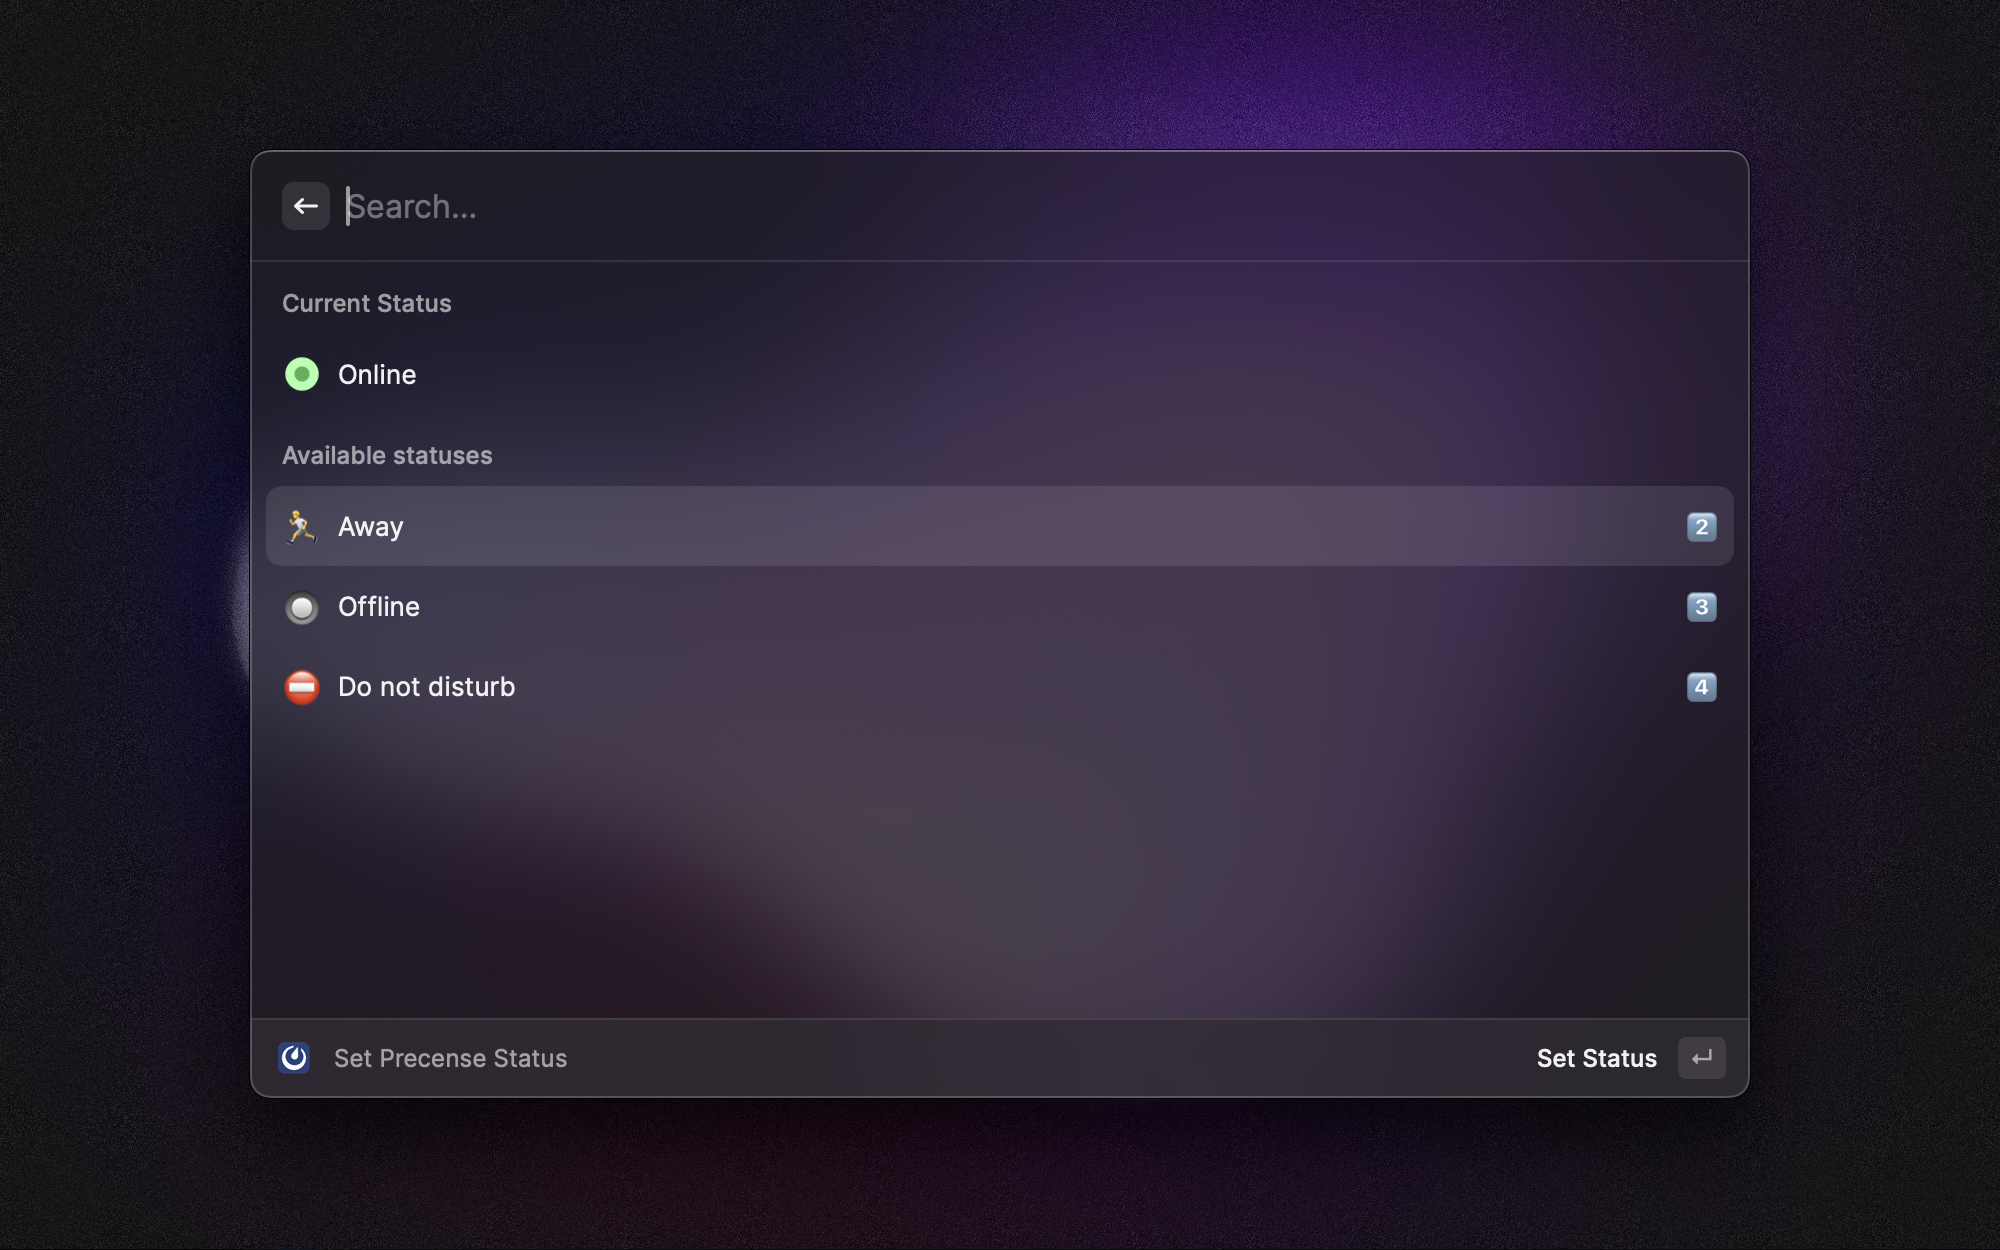 Search...
Current Status
Online
Available statuses
Away 2
Offline 3
Do not disturb 4
Set Precense Status Set Status